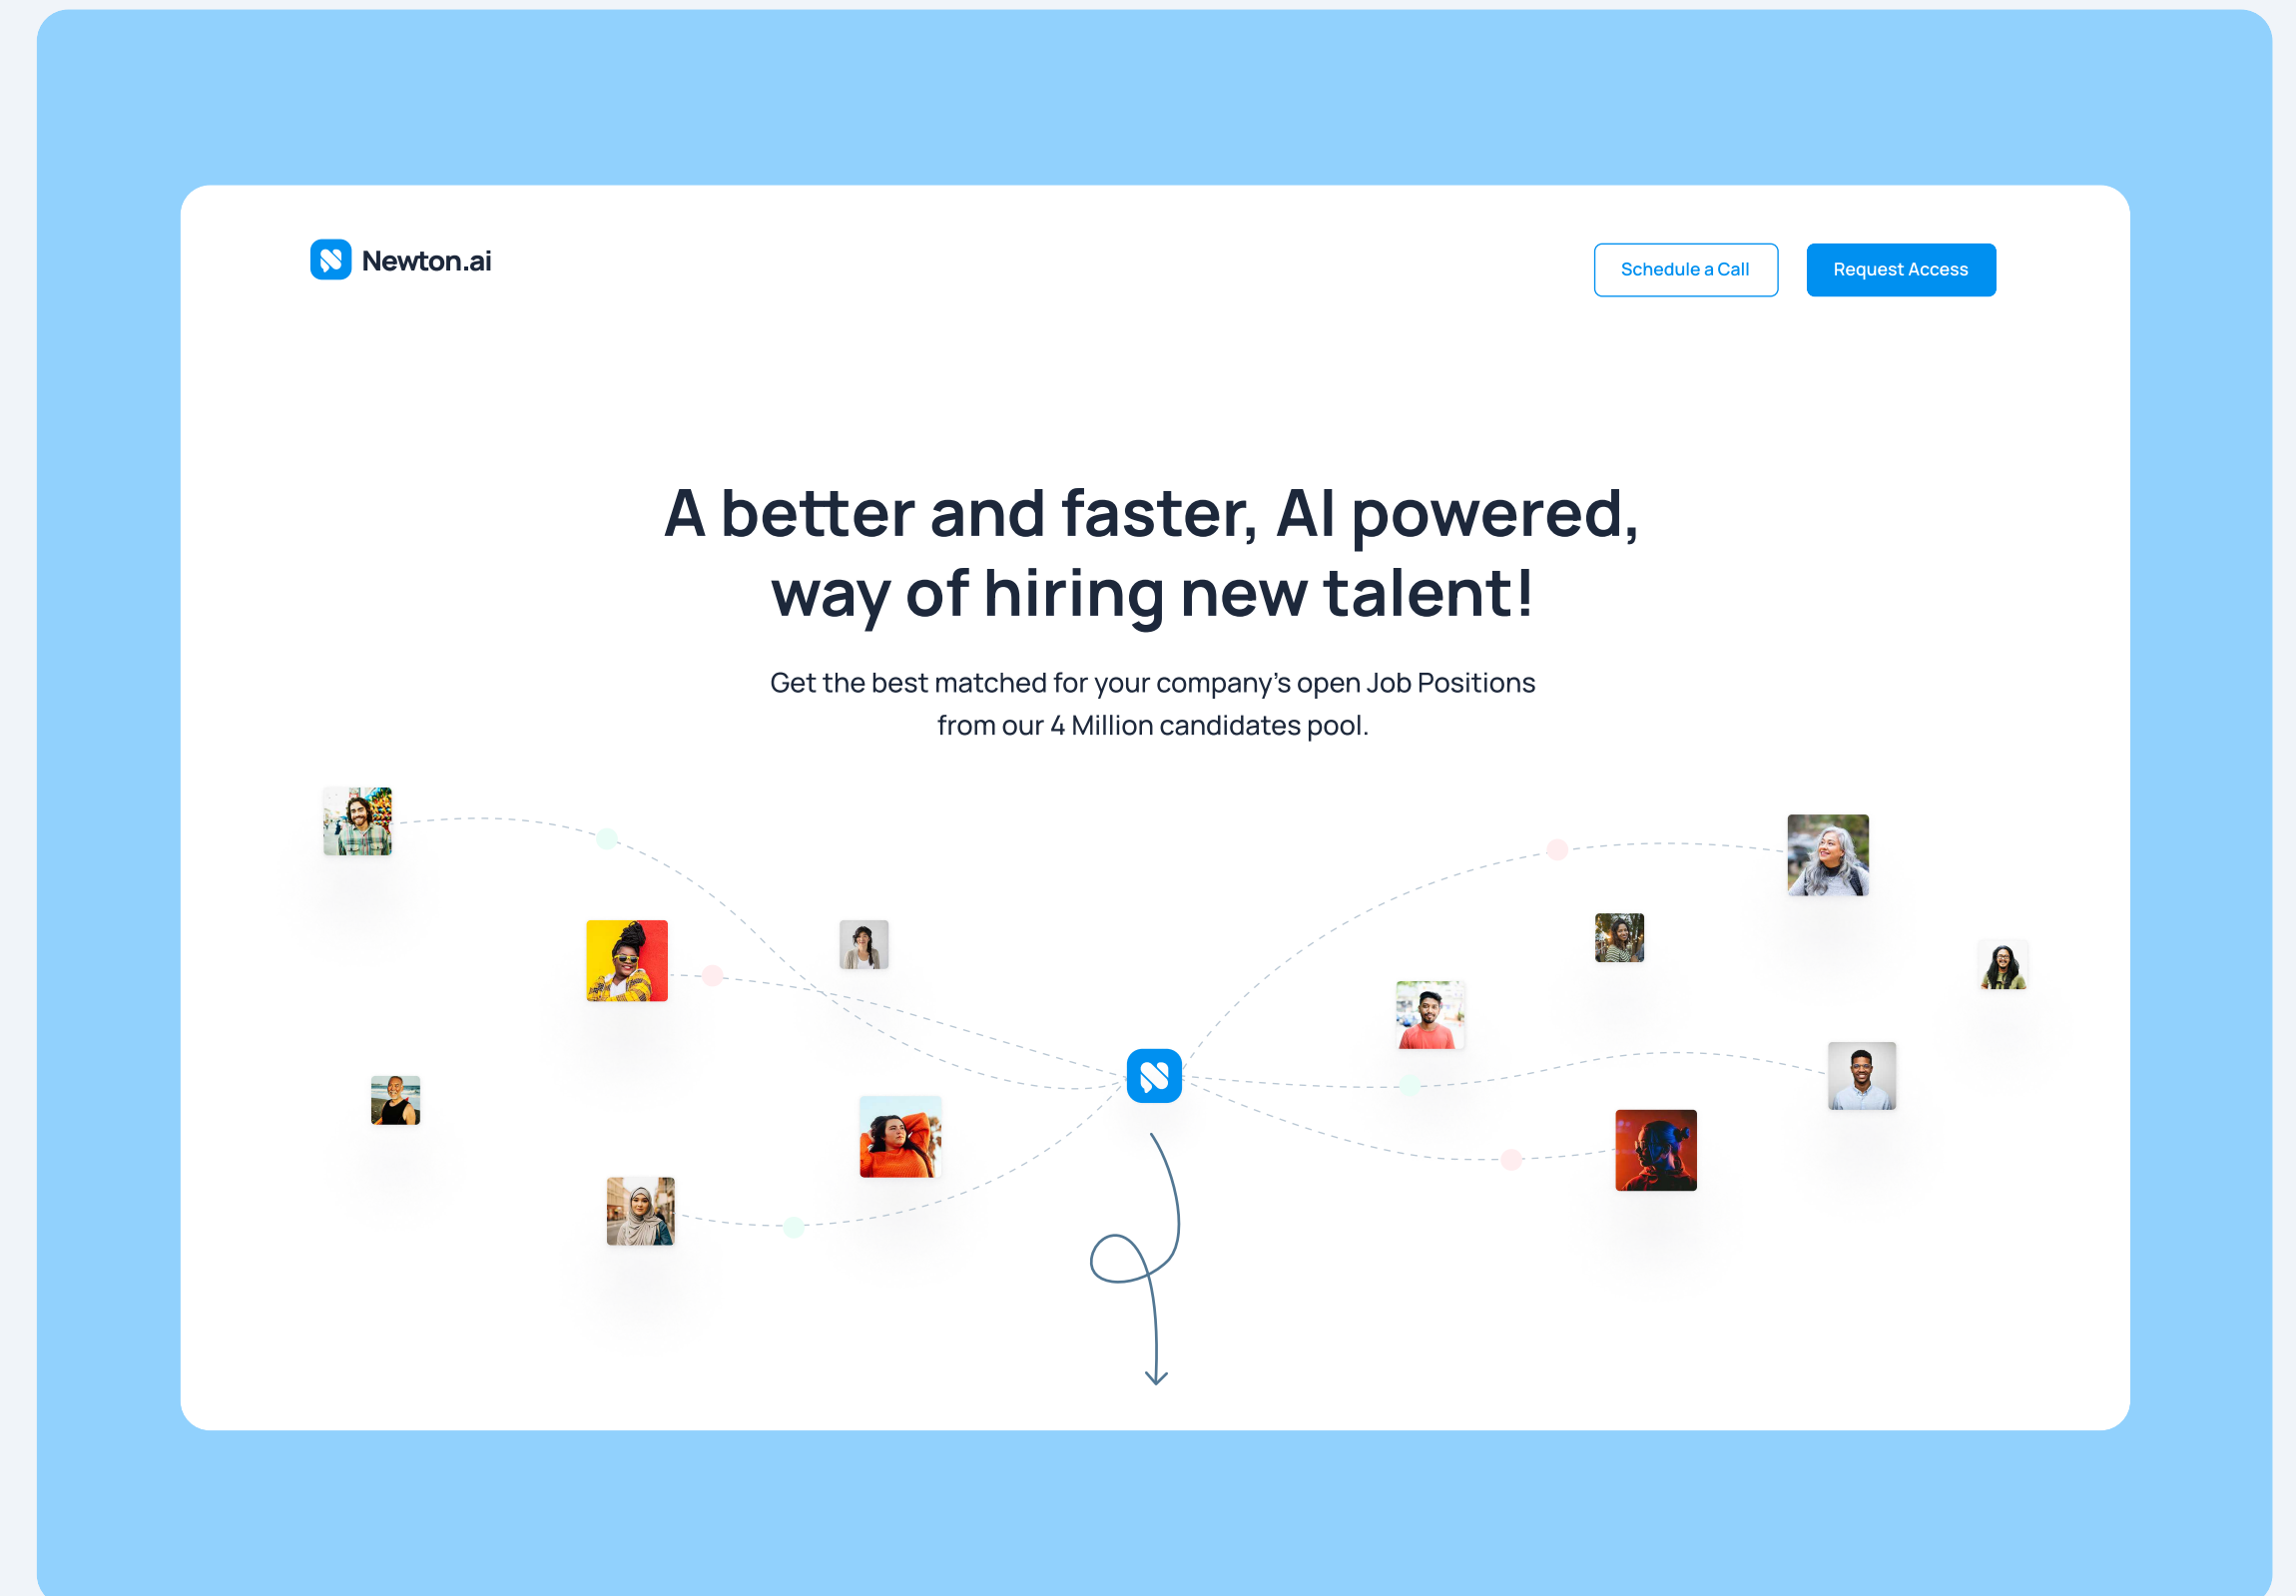 Newton.ai
Schedule a Call
Request Access
A better and faster, AI powered,
way of hiring new talent!
Get the best matched for your company’s open Job Positions
from our 4 Million candidates pool.